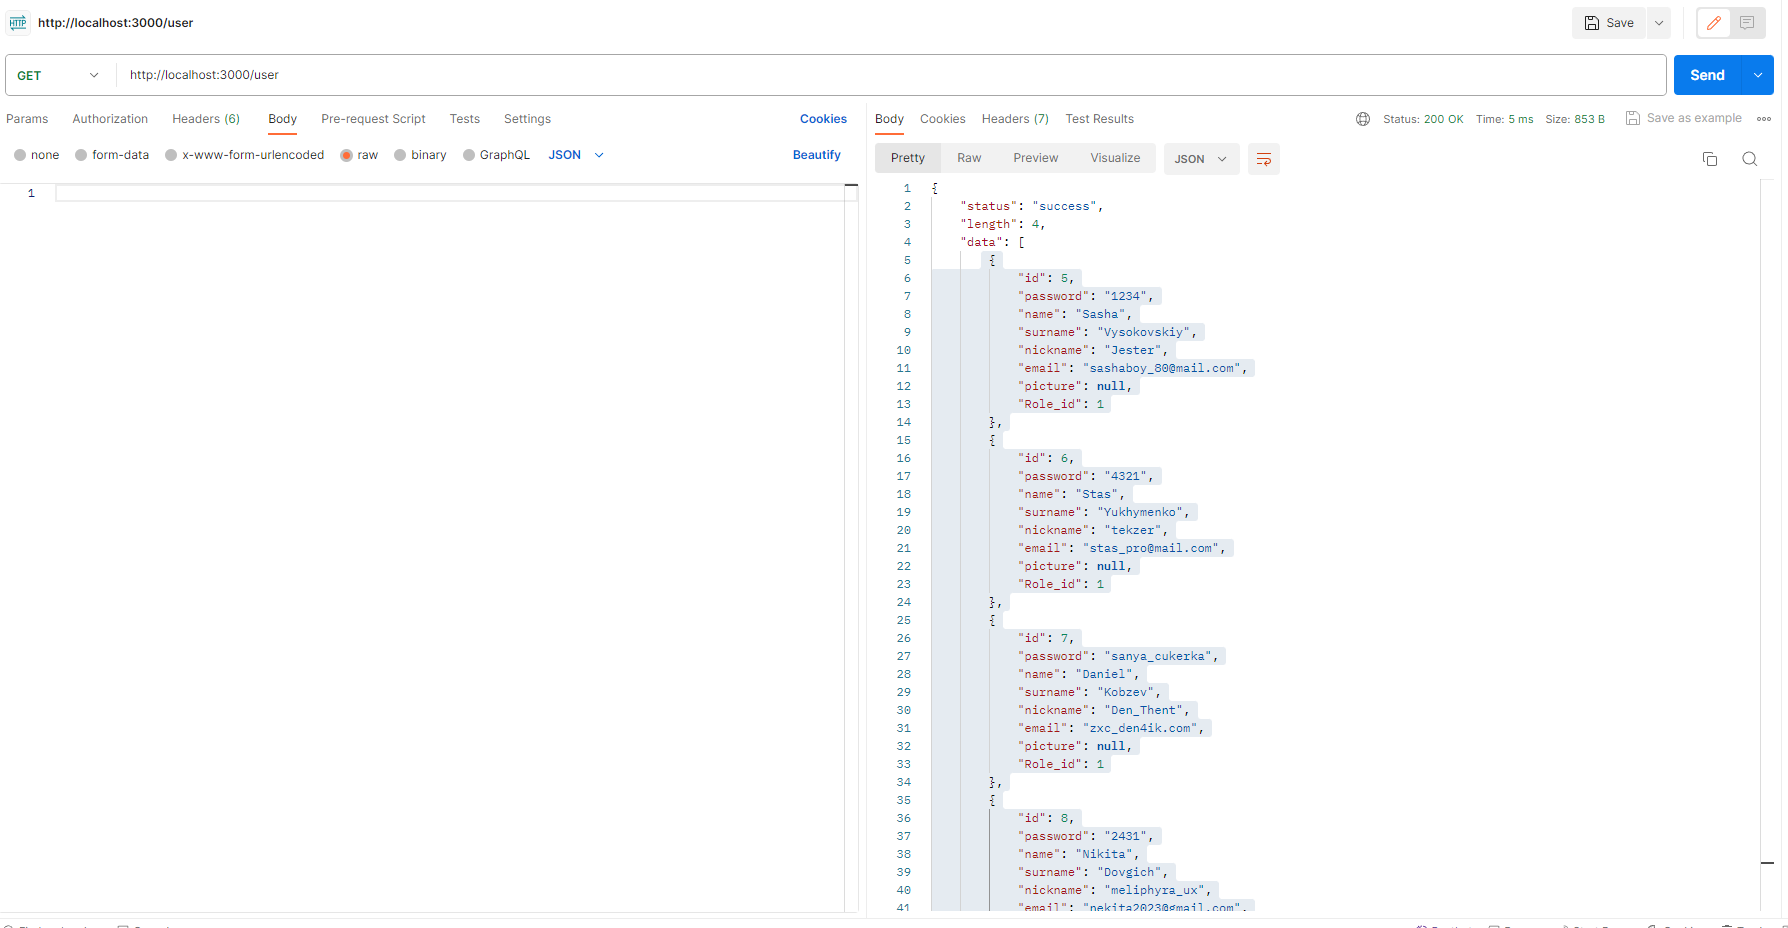 HTTP http://localhost:3000/user
Save
GET http://localhost:3000/user Send
Params Authorization Headers (6) Body Pre-request Script Tests Settings Cookies
none form-data x-www-form-urlencoded raw binary GraphQL JSON Beautify
1
Body Cookies Headers (7) Test Results Status: 200 OK Time: 5 ms Size: 853 B Save as example
Pretty Raw Preview Visualize JSON
1 {
2 "status": "success",
3 "length": 4,
4 "data": [
5 {
6 "id": 5,
7 "password": "1234",
8 "name": "Sasha",
9 "surname": "Vysokovskiy",
10 "nickname": "Jester",
11 "email": "sashaboy_80@mail.com",
12 "picture": null,
13 "Role_id": 1
14 },
15 {
16 "id": 6,
17 "password": "4321",
18 "name": "Stas",
19 "surname": "Yukhymenko",
20 "nickname": "tekzer",
21 "email": "stas_pro@mail.com",
22 "picture": null,
23 "Role_id": 1
24 },
25 {
26 "id": 7,
27 "password": "sanya_cukerka",
28 "name": "Daniel",
29 "surname": "Kobzev",
30 "nickname": "Den_Thent",
31 "email": "zxc_den4ik.com",
32 "picture": null,
33 "Role_id": 1
34 },
35 {
36 "id": 8,
37 "password": "2431",
38 "name": "Nikita",
39 "surname": "Dovgich",
40 "nickname": "meliphyra_ux",
41 "email": "nekita2023@gmail.com",